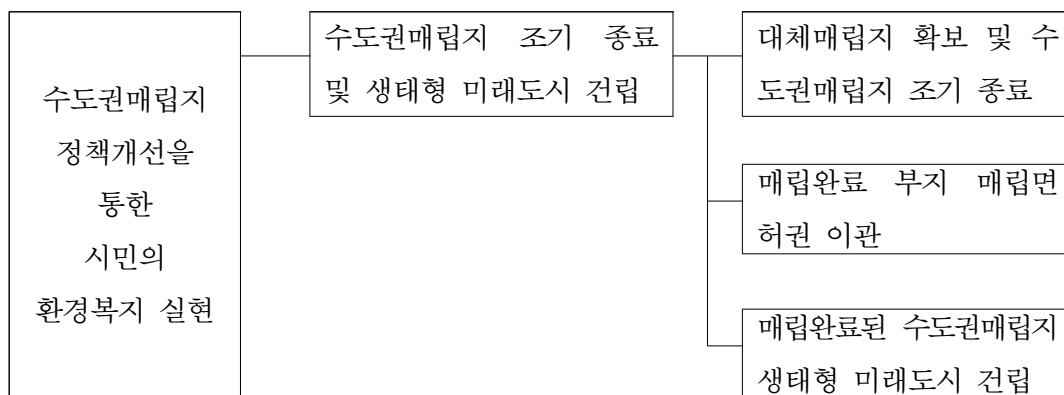 수도권매립지
정책개선을
통한
시민의
환경복지 실현
수도권매립지 조기 종료
및 생태형 미래도시 건립
대체매립지 확보 및 수
도권매립지 조기 종료
매립완료 부지 매립면
허권 이관
매립완료된 수도권매립지
생태형 미래도시 건립